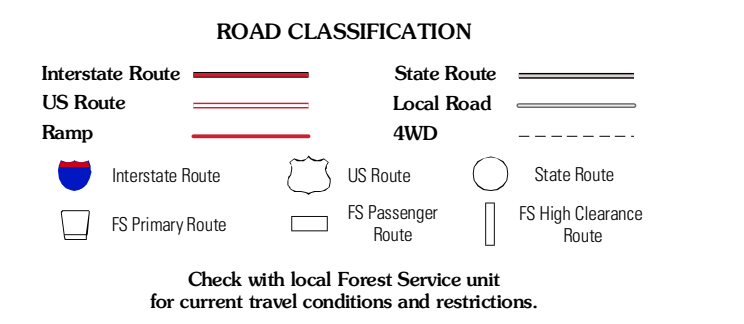 ROAD CLASSIFICATION
Interstate Route
State Route
US Route
Local Road
Ramp
4WD
Interstate Route
US Route
State Route
FS Primary Route
FS Passenger
Route
FS High Clearance
Route
Check with local Forest Service unit
for current travel conditions and restrictions.